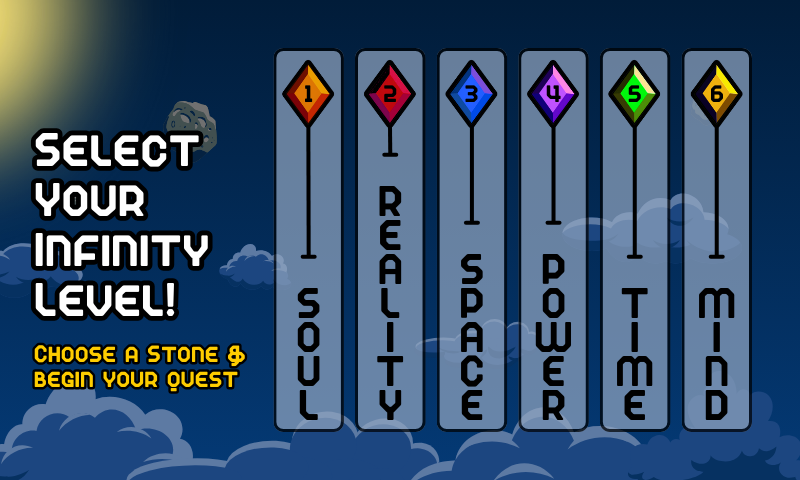 SELECT
YOUR
INFINITY
LEVEL!
CHOOSE A STONE &
BEGIN YOUR QUEST
1
SOUL
2
REALITY
3
SPACE
4
POWER
5
TIME
6
MIND